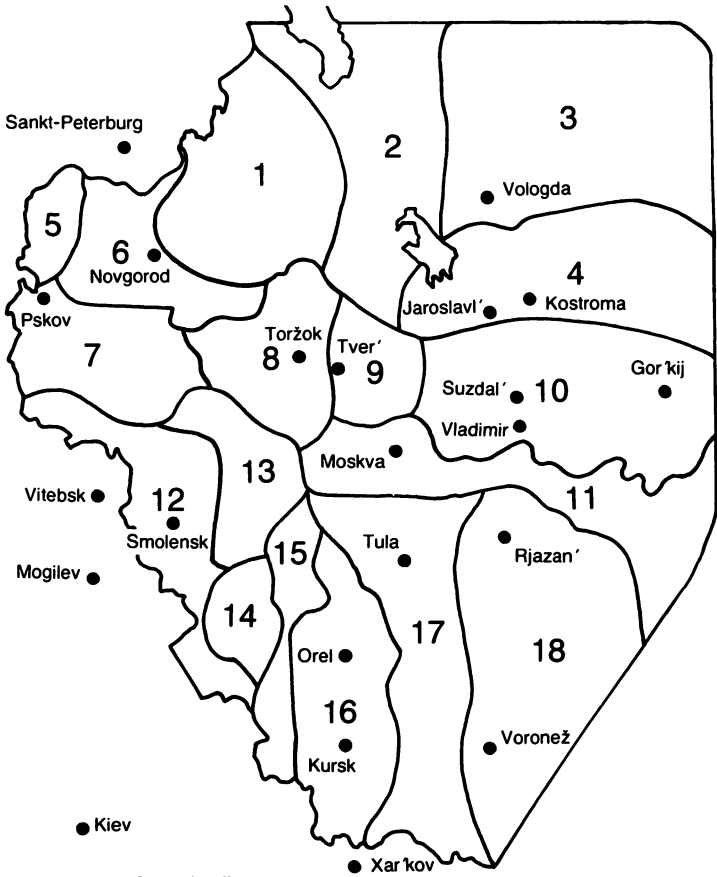 3
Sankt-Peterburg
2
1
Vologda
5
6
Novgorod
4
Jaroslavl´
Kostroma
Pskov
Toržok
7
8
Tver´
9
Gor´kij
Suzdal´
10
Vladimir
Moskva
13
11
Vitebsk
12
Smolensk
15
Tula
Rjazan´
Mogilev
14
17
18
Orel
16
Kursk
Voronež
Kiev
Xar´kov